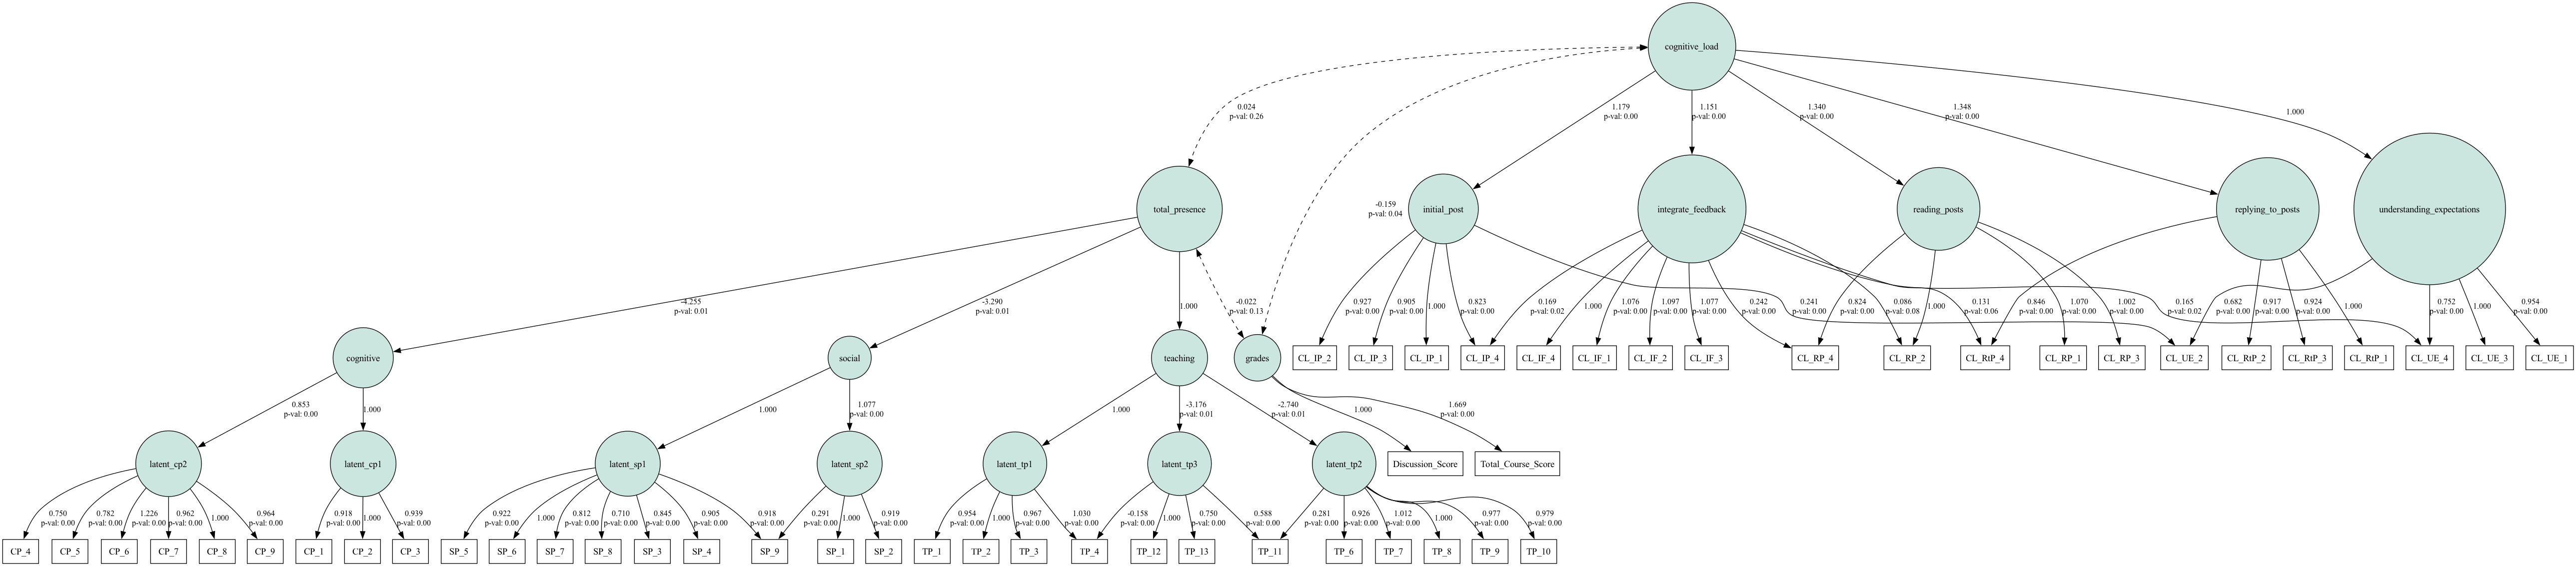 cognitive_load
1.179
p-val: 0.00
1.151
p-val: 0.00
1.340
p-val: 0.00
1.348
p-val: 0.00
1.000
0.024
p-val: 0.26
total_presence
-0.159
p-val: 0.04
initial_post
integrate_feedback
reading_posts
replying_to_posts
understanding_expectations
-4.255
p-val: 0.01
-3.290
p-val: 0.01
1.000
-0.022
p-val: 0.13
0.927
p-val: 0.00
0.905
p-val: 0.00
1.000
0.823
p-val: 0.00
0.169
p-val: 0.02
1.000
1.076
p-val: 0.00
1.097
p-val: 0.00
1.077
p-val: 0.00
0.242
p-val: 0.00
0.241
p-val: 0.00
0.824
p-val: 0.00
0.086
p-val: 0.08
1.000
0.131
p-val: 0.06
0.846
p-val: 0.00
1.070
p-val: 0.00
1.002
p-val: 0.00
0.165
p-val: 0.02
0.682
p-val: 0.00
0.917
p-val: 0.00
0.924
p-val: 0.00
1.000
0.752
p-val: 0.00
1.000
0.954
p-val: 0.00
cognitive
social
teaching
grades
CL_IP_2
CL_IP_3
CL_IP_1
CL_IP_4
CL_IF_4
CL_IF_1
CL_IF_2
CL_IF_3
CL_RP_4
CL_RP_2
CL_RtP_4
CL_RP_1
CL_RP_3
CL_UE_2
CL_RtP_2
CL_RtP_3
CL_RtP_1
CL_UE_4
CL_UE_3
CL_UE_1
0.853
p-val: 0.00
1.000
1.000
1.077
p-val: 0.00
1.000
-3.176
p-val: 0.01
-2.740
p-val: 0.01
1.000
1.669
p-val: 0.00
latent_cp2
latent_cp1
latent_sp1
latent_sp2
latent_tp1
latent_tp3
latent_tp2
Discussion_Score
Total_Course_Score
0.750
p-val: 0.00
0.782
p-val: 0.00
1.226
p-val: 0.00
0.962
p-val: 0.00
1.000
0.964
p-val: 0.00
0.918
p-val: 0.00
1.000
0.939
p-val: 0.00
0.922
p-val: 0.00
1.000
0.812
p-val: 0.00
0.710
p-val: 0.00
0.845
p-val: 0.00
0.905
p-val: 0.00
0.918
p-val: 0.00
0.291
p-val: 0.00
1.000
0.919
p-val: 0.00
0.954
p-val: 0.00
1.000
0.967
p-val: 0.00
1.030
p-val: 0.00
-0.158
p-val: 0.00
1.000
0.750
p-val: 0.00
0.588
p-val: 0.00
0.281
p-val: 0.00
0.926
p-val: 0.00
1.012
p-val: 0.00
1.000
0.977
p-val: 0.00
0.979
p-val: 0.00
CP_4
CP_5
CP_6
CP_7
CP_8
CP_9
CP_1
CP_2
CP_3
SP_5
SP_6
SP_7
SP_8
SP_3
SP_4
SP_9
SP_1
SP_2
TP_1
TP_2
TP_3
TP_4
TP_12
TP_13
TP_11
TP_6
TP_7
TP_8
TP_9
TP_10